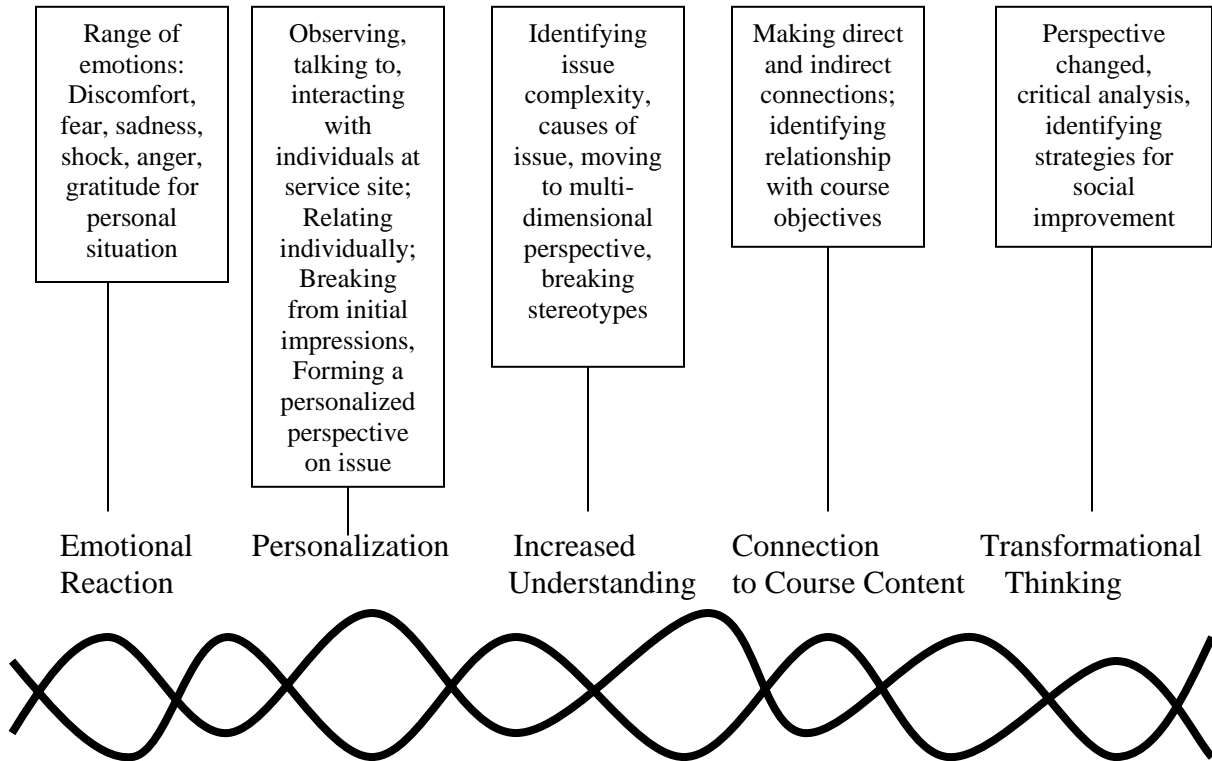 Range of
emotions:
Discomfort,
fear, sadness,
shock, anger,
gratitude for
personal
situation
Observing,
talking to,
interacting
with
individuals at
service site;
Relating
individually;
Breaking
from initial
impressions,
Forming a
personalized
perspective
on issue
Identifying
issue
complexity,
causes of
issue, moving
to multi-
dimensional
perspective,
breaking
stereotypes
Making direct
and indirect
connections;
identifying
relationship
with course
objectives
Perspective
changed,
critical analysis,
identifying
strategies for
social
improvement
Emotional
Reaction
Personalization
Increased
Understanding
Connection
to Course Content
Transformational
Thinking